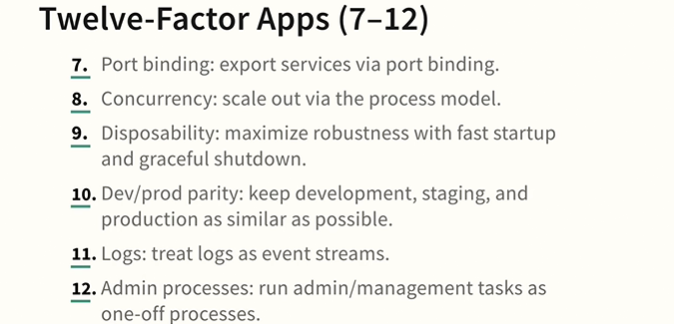 Twelve-Factor Apps (7–12)
7. Port binding: export services via port binding.
8. Concurrency: scale out via the process model.
9. Disposability: maximize robustness with fast startup
and graceful shutdown.
10. Dev/prod parity: keep development, staging, and
production as similar as possible.
11. Logs: treat logs as event streams.
12. Admin processes: run admin/management tasks as
one-off processes.